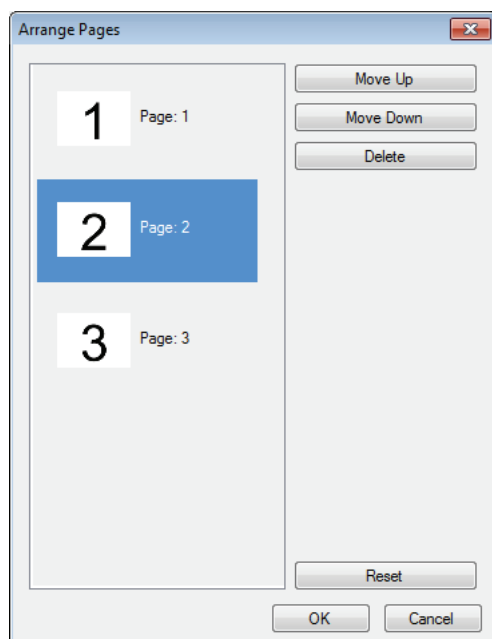 Arrange Pages
1 Page: 1
2 Page: 2
3 Page: 3
Move Up
Move Down
Delete
Reset
OK Cancel